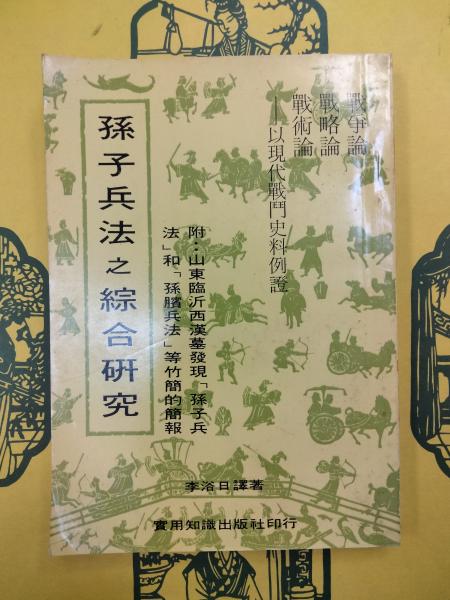 戰爭論
戰略論
戰術論
—以現代戰鬥史料例證
附：山東臨沂西漢墓發現「孫子兵
法」和「孫臏兵法」等竹簡的簡報
孫子兵法之綜合研究
李浴日譯著
實用知識出版社印行